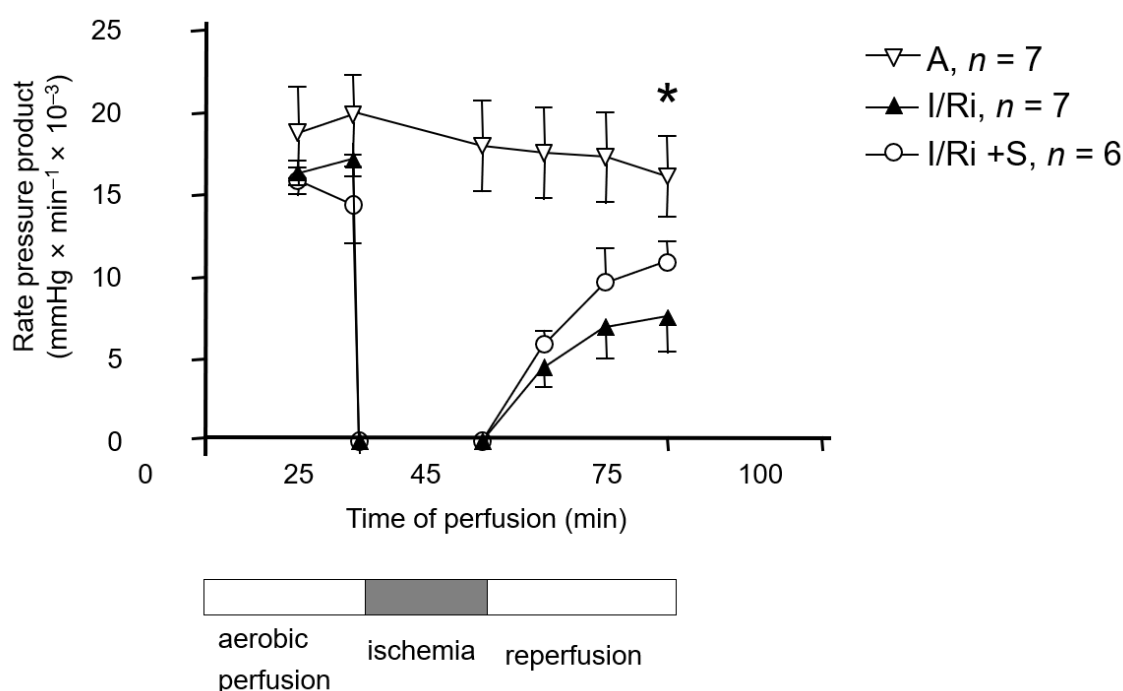 Rate pressure product
(mmHg × min⁻¹ × 10⁻³)
25
20
15
10
5
0
*
A, n = 7
I/Ri, n = 7
I/Ri +S, n = 6
0 25 45 75 100
Time of perfusion (min)
aerobic
perfusion
ischemia
reperfusion